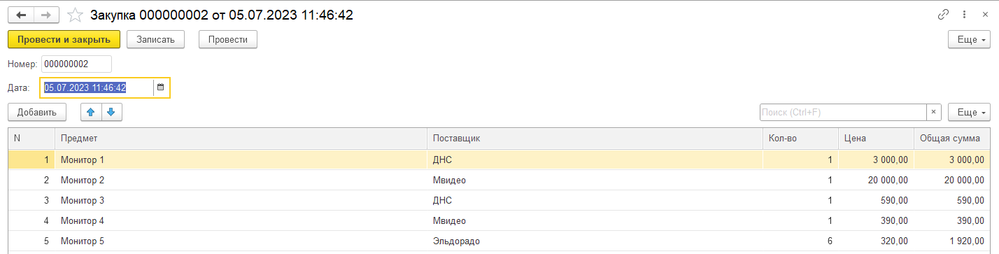 Закупка 000000002 от 05.07.2023 11:46:42
Провести и закрыть Записать Провести Еще
Номер: 000000002
Дата: 05.07.2023 11:46:42
Добавить Поиск (Ctrl+F) × Еще
N Предмет Поставщик Кол-во Цена Общая сумма
1 Монитор 1 ДНС 1 3 000,00 3 000,00
2 Монитор 2 Мвидео 1 20 000,00 20 000,00
3 Монитор 3 ДНС 1 590,00 590,00
4 Монитор 4 Мвидео 1 390,00 390,00
5 Монитор 5 Эльдорадо 6 320,00 1 920,00